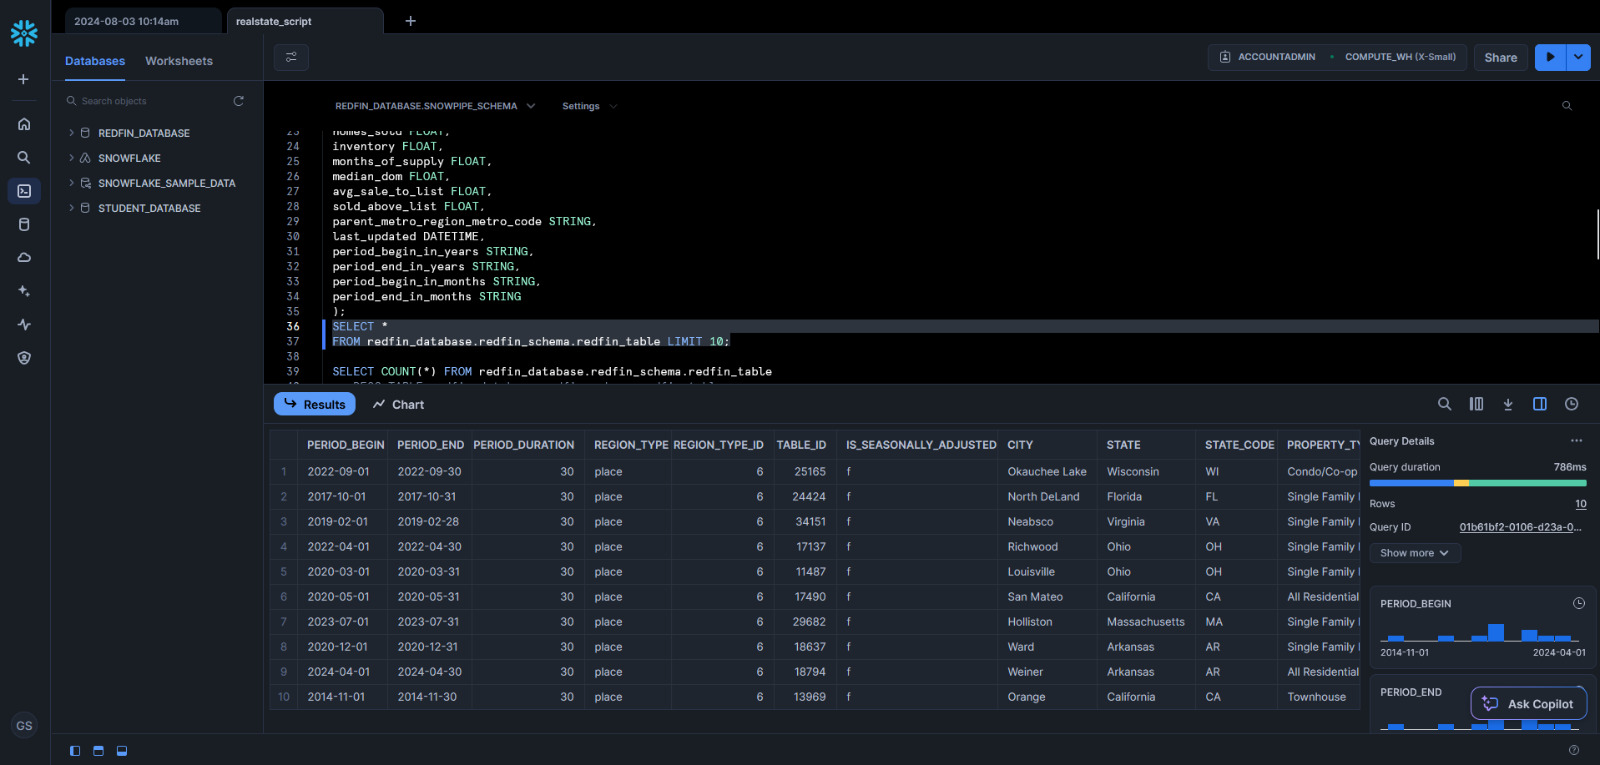 2024-08-03 10:14am
realstate_script
Databases
Worksheets
ACCOUNTADMIN
COMPUTE_WH (X-Small)
Share
Search objects
REDFIN_DATABASE
SNOWFLAKE
SNOWFLAKE_SAMPLE_DATA
STUDENT_DATABASE
REDFIN_DATABASE.SNOWPIPE_SCHEMA
Settings
23 homes_sold FLOAT,
24 inventory FLOAT,
25 months_of_supply FLOAT,
26 median_dom FLOAT,
27 avg_sale_to_list FLOAT,
28 sold_above_list FLOAT,
29 parent_metro_region_metro_code STRING,
30 last_updated DATETIME,
31 period_begin_in_years STRING,
32 period_end_in_years STRING,
33 period_begin_in_months STRING,
34 period_end_in_months STRING
35 );
36 SELECT *
37 FROM redfin_database.redfin_schema.redfin_table LIMIT 10;
38
39 SELECT COUNT(*) FROM redfin_database.redfin_schema.redfin_table
Results
Chart
PERIOD_BEGIN PERIOD_END PERIOD_DURATION REGION_TYPE REGION_TYPE_ID TABLE_ID IS_SEASONALLY_ADJUSTED CITY STATE STATE_CODE PROPERTY_TY
1 2022-09-01 2022-09-30 30 place 6 25165 f Okauchee Lake Wisconsin WI Condo/Co-op
2 2017-10-01 2017-10-31 30 place 6 24424 f North DeLand Florida FL Single Family
3 2019-02-01 2019-02-28 30 place 6 34151 f Neabsco Virginia VA Single Family
4 2022-04-01 2022-04-30 30 place 6 17137 f Richwood Ohio OH Single Family
5 2020-03-01 2020-03-31 30 place 6 11487 f Louisville Ohio OH Single Family
6 2020-05-01 2020-05-31 30 place 6 17490 f San Mateo California CA All Residential
7 2023-07-01 2023-07-31 30 place 6 29682 f Holliston Massachusetts MA Single Family
8 2020-12-01 2020-12-31 30 place 6 18637 f Ward Arkansas AR Single Family
9 2024-04-01 2024-04-30 30 place 6 18794 f Weiner Arkansas AR All Residential
10 2014-11-01 2014-11-30 30 place 6 13969 f Orange California CA Townhouse
Query Details
Query duration 786ms
Rows 10
Query ID 01b61bf2-0106-d23a-0...
Show more
PERIOD_BEGIN
2014-11-01 2024-04-01
PERIOD_END
Ask Copilot
GS